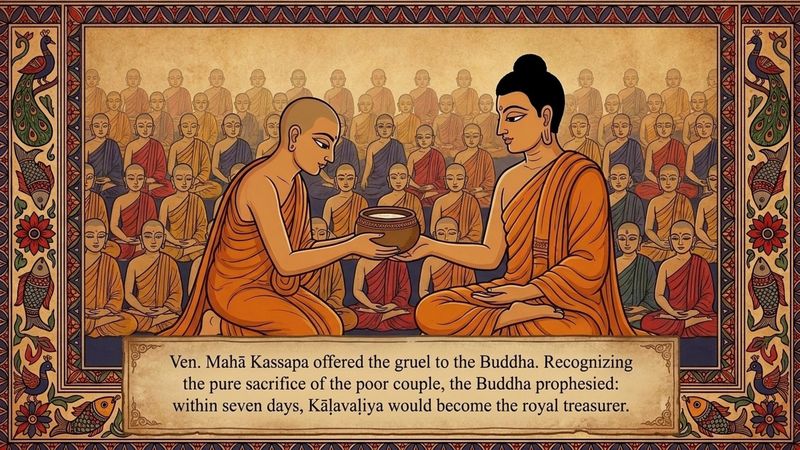 Ven. Mahā Kassapa offered the gruel to the Buddha. Recognizing
the pure sacrifice of the poor couple, the Buddha prophesied:
within seven days, Kāḷavaḷiya would become the royal treasurer.